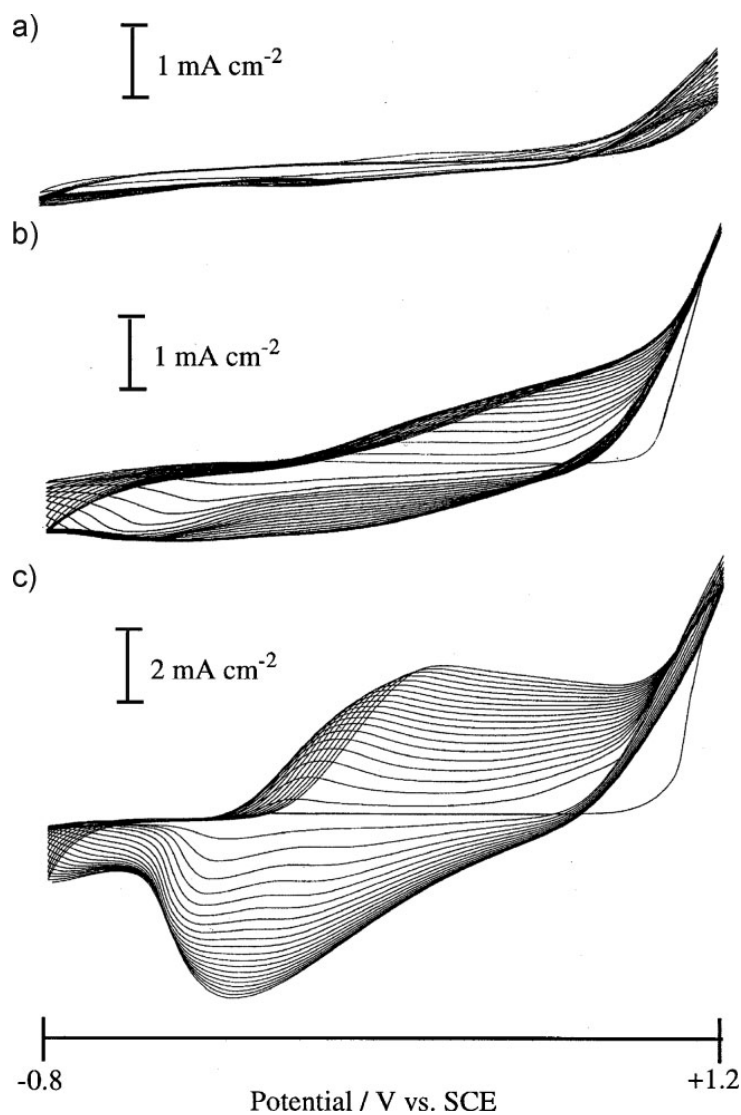 a)
1 mA cm⁻²
b)
1 mA cm⁻²
c)
2 mA cm⁻²
-0.8
+1.2
Potential / V vs. SCE